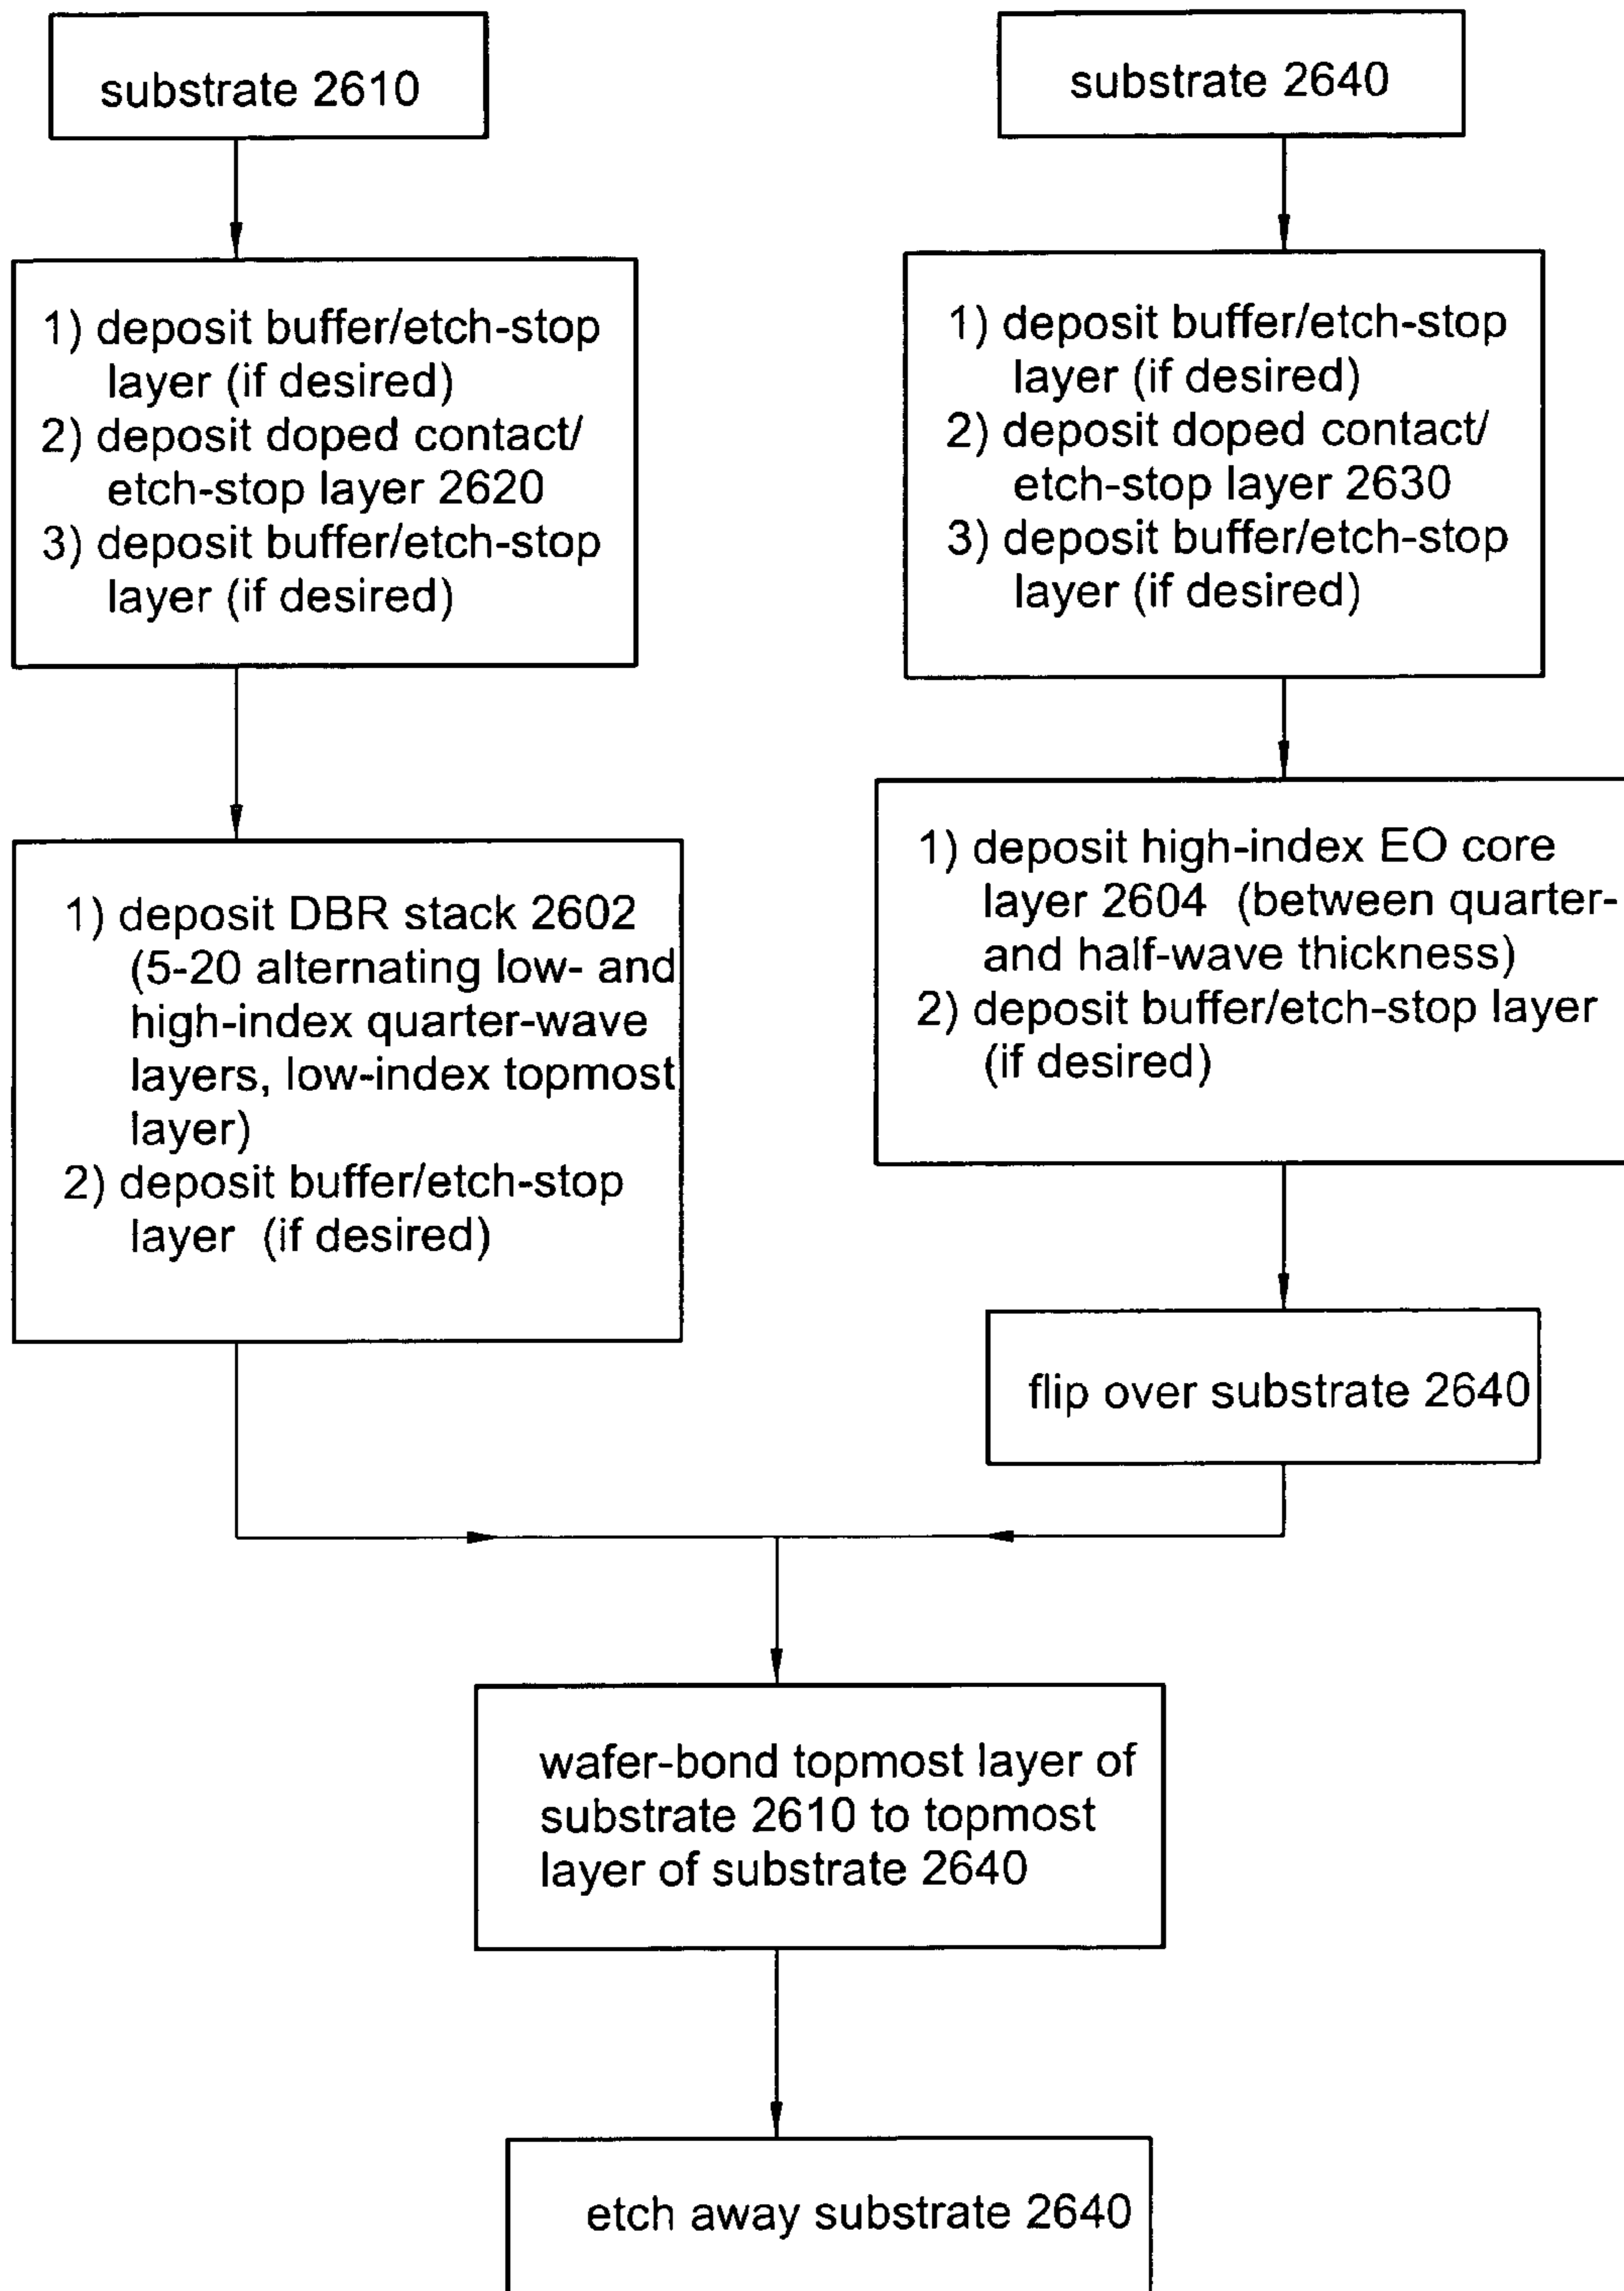 substrate 2610
substrate 2640
1) deposit buffer/etch-stop
layer (if desired)
2) deposit doped contact/
etch-stop layer 2620
3) deposit buffer/etch-stop
layer (if desired)
1) deposit buffer/etch-stop
layer (if desired)
2) deposit doped contact/
etch-stop layer 2630
3) deposit buffer/etch-stop
layer (if desired)
1) deposit DBR stack 2602
(5-20 alternating low- and
high-index quarter-wave
layers, low-index topmost
layer)
2) deposit buffer/etch-stop
layer (if desired)
1) deposit high-index EO core
layer 2604 (between quarter-
and half-wave thickness)
2) deposit buffer/etch-stop layer
(if desired)
flip over substrate 2640
wafer-bond topmost layer of
substrate 2610 to topmost
layer of substrate 2640
etch away substrate 2640